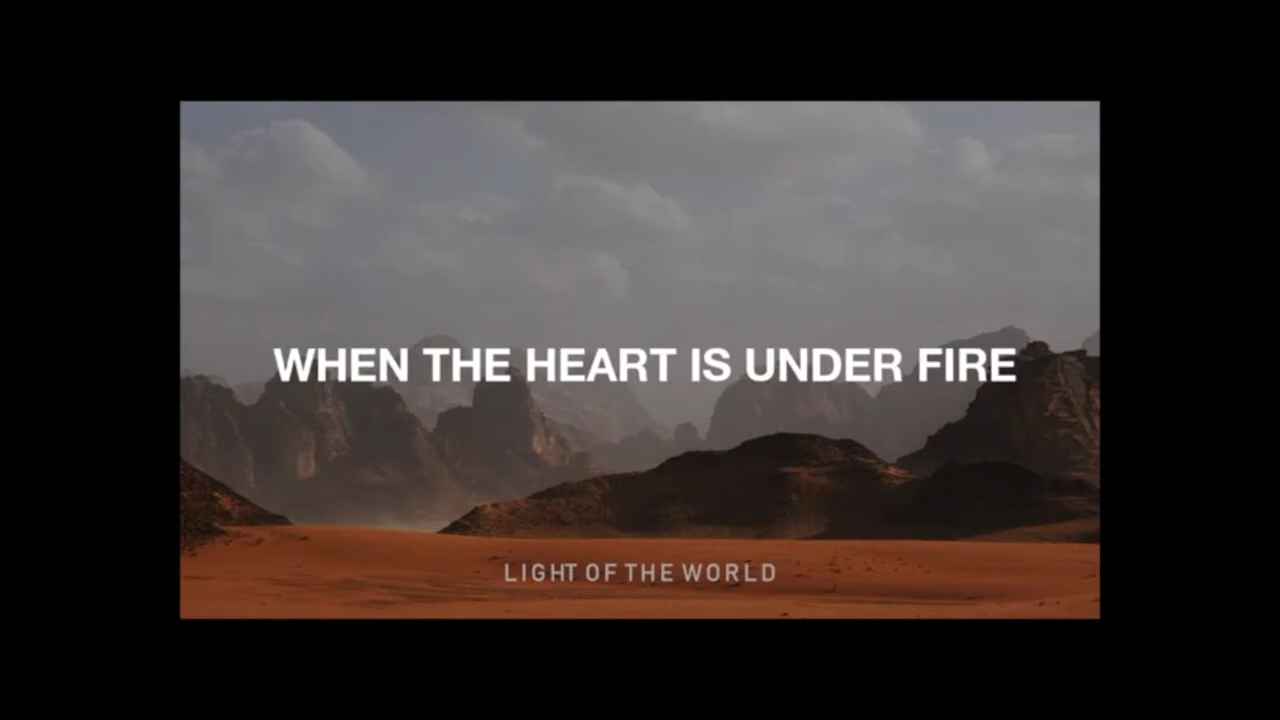 WHEN THE HEART IS UNDER FIRE
LIGHT OF THE WORLD